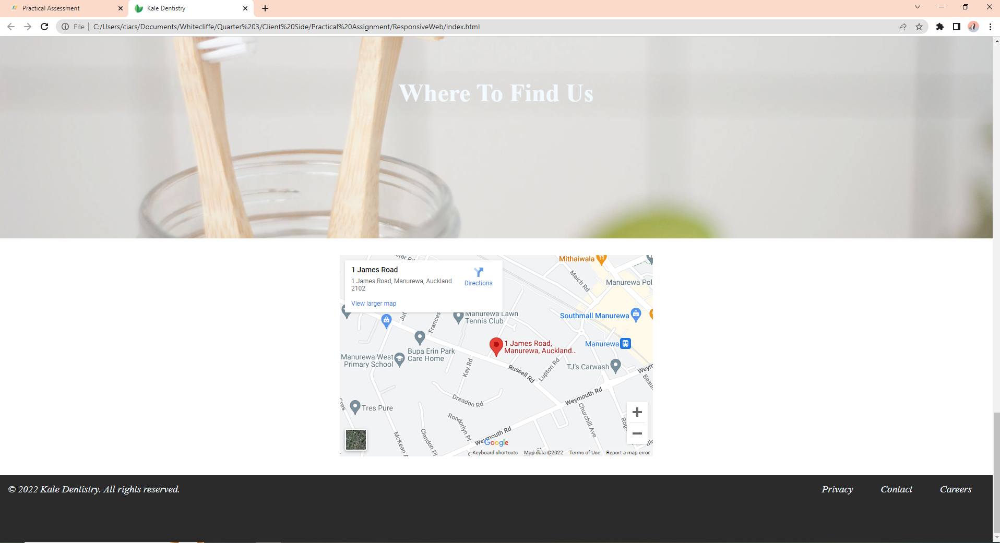 Practical Assessment
Kale Dentistry
File
C:/Users/ciars/Documents/Whitecliffe/Quarter%203/Client%20Side/Practical%20Assignment/ResponsiveWeb/index.html
Where To Find Us
1 James Road
1 James Road, Manurewa, Auckland
2102
Directions
View larger map
Mithaiwala
Maich Rd
Manurewa Pol
Manurewa Lawn
Tennis Club
Frances
Southmall Manurewa
1 James Road,
Manurewa, Auckland...
Manurewa
Bupa Erin Park
Care Home
Manurewa West
Primary School
Kay Rd
Russell Rd
Lupton Rd
TJ's Carwash
Weym
Beau
Weymouth Rd
Dreadon Rd
Tres Pure
Cres
Churchill Ave
Rondorlyn Pl
Clendon Pl
McKean
Weymouth Rd
Google
Keyboard shortcuts
Map data ©2022
Terms of Use
Report a map error
© 2022 Kale Dentistry. All rights reserved.
Privacy
Contact
Careers